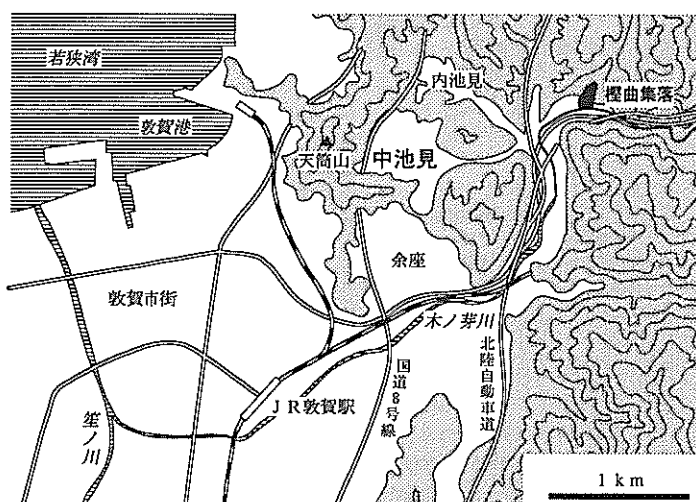 若狭湾
敦賀港
内池見
樫曲集落
天筒山
中池見
余座
敦賀市街
木ノ芽川
北陸自動車道
国道8号線
JR敦賀駅
笙ノ川
1 km